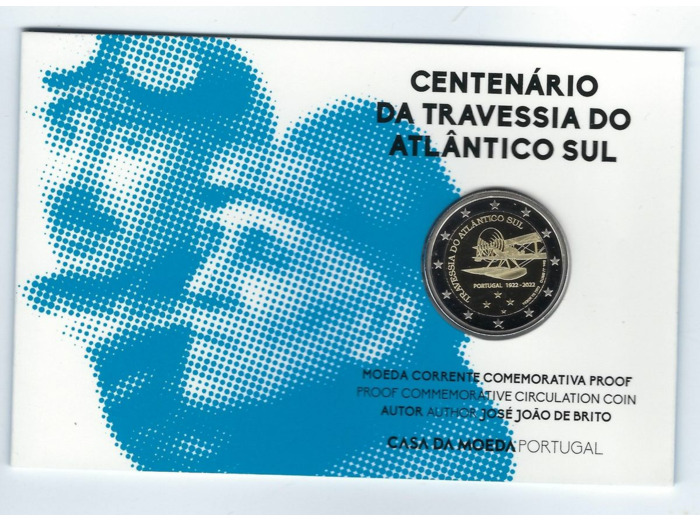 CENTENÁRIO
DA TRAVESSIA DO
ATLÂNTICO SUL
TRAVESSIA DO ATLÂNTICO SUL
PORTUGAL 1922-2022
MOEDA CORRENTE COMEMORATIVA PROOF
PROOF COMMEMORATIVE CIRCULATION COIN
AUTOR AUTHOR JOSÉ JOÃO DE BRITO
CASA DA MOEDA PORTUGAL